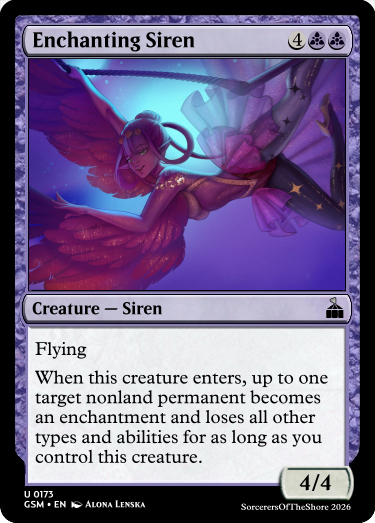 Enchanting Siren 4
Creature — Siren
Flying
When this creature enters, up to one
target nonland permanent becomes
an enchantment and loses all other
types and abilities for as long as you
control this creature.
4/4
U 0173
GSM • EN Alona Lenska
SorcerersOfTheShore 2026